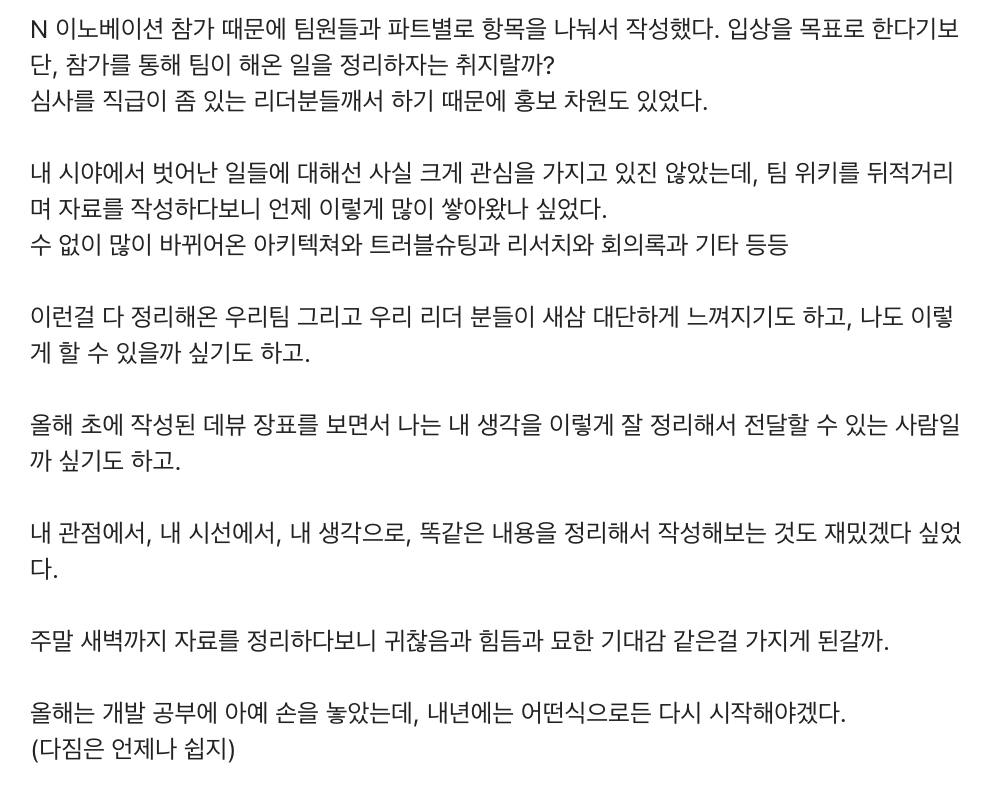 N 이노베이션 참가 때문에 팀원들과 파트별로 항목을 나눠서 작성했다. 입상을 목표로 한다기보
단, 참가를 통해 팀이 해온 일을 정리하자는 취지랄까?
심사를 직급이 좀 있는 리더분들깨서 하기 때문에 홍보 차원도 있었다.
내 시야에서 벗어난 일들에 대해선 사실 크게 관심을 가지고 있진 않았는데, 팀 위키를 뒤적거리
며 자료를 작성하다보니 언제 이렇게 많이 쌓아왔나 싶었다.
수 없이 많이 바뀌어온 아키텍쳐와 트러블슈팅과 리서치와 회의록과 기타 등등
이런걸 다 정리해온 우리팀 그리고 우리 리더 분들이 새삼 대단하게 느껴지기도 하고, 나도 이렇
게 할 수 있을까 싶기도 하고.
올해 초에 작성된 데뷰 장표를 보면서 나는 내 생각을 이렇게 잘 정리해서 전달할 수 있는 사람일
까 싶기도 하고.
내 관점에서, 내 시선에서, 내 생각으로, 똑같은 내용을 정리해서 작성해보는 것도 재밌겠다 싶었
다.
주말 새벽까지 자료를 정리하다보니 귀찮음과 힘듬과 묘한 기대감 같은걸 가지게 된갈까.
올해는 개발 공부에 아예 손을 놓았는데, 내년에는 어떤식으로든 다시 시작해야겠다.
(다짐은 언제나 쉽지)